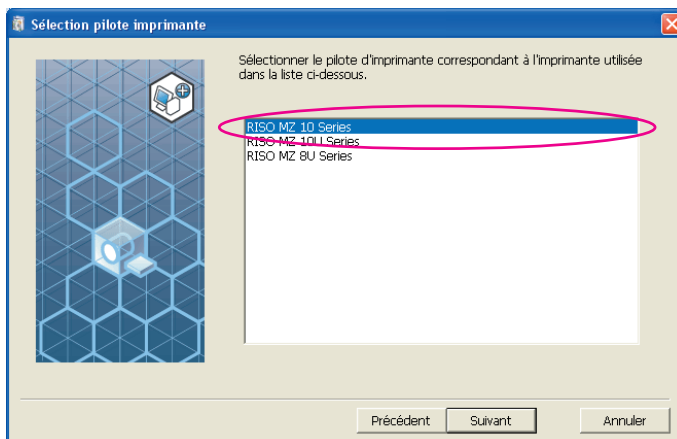 Sélection pilote imprimante
Sélectionner le pilote d'imprimante correspondant à l'imprimante utilisée
dans la liste ci-dessous.
RISO MZ 10 Series
RISO MZ 10U Series
RISO MZ 8U Series
Précédent
Suivant
Annuler